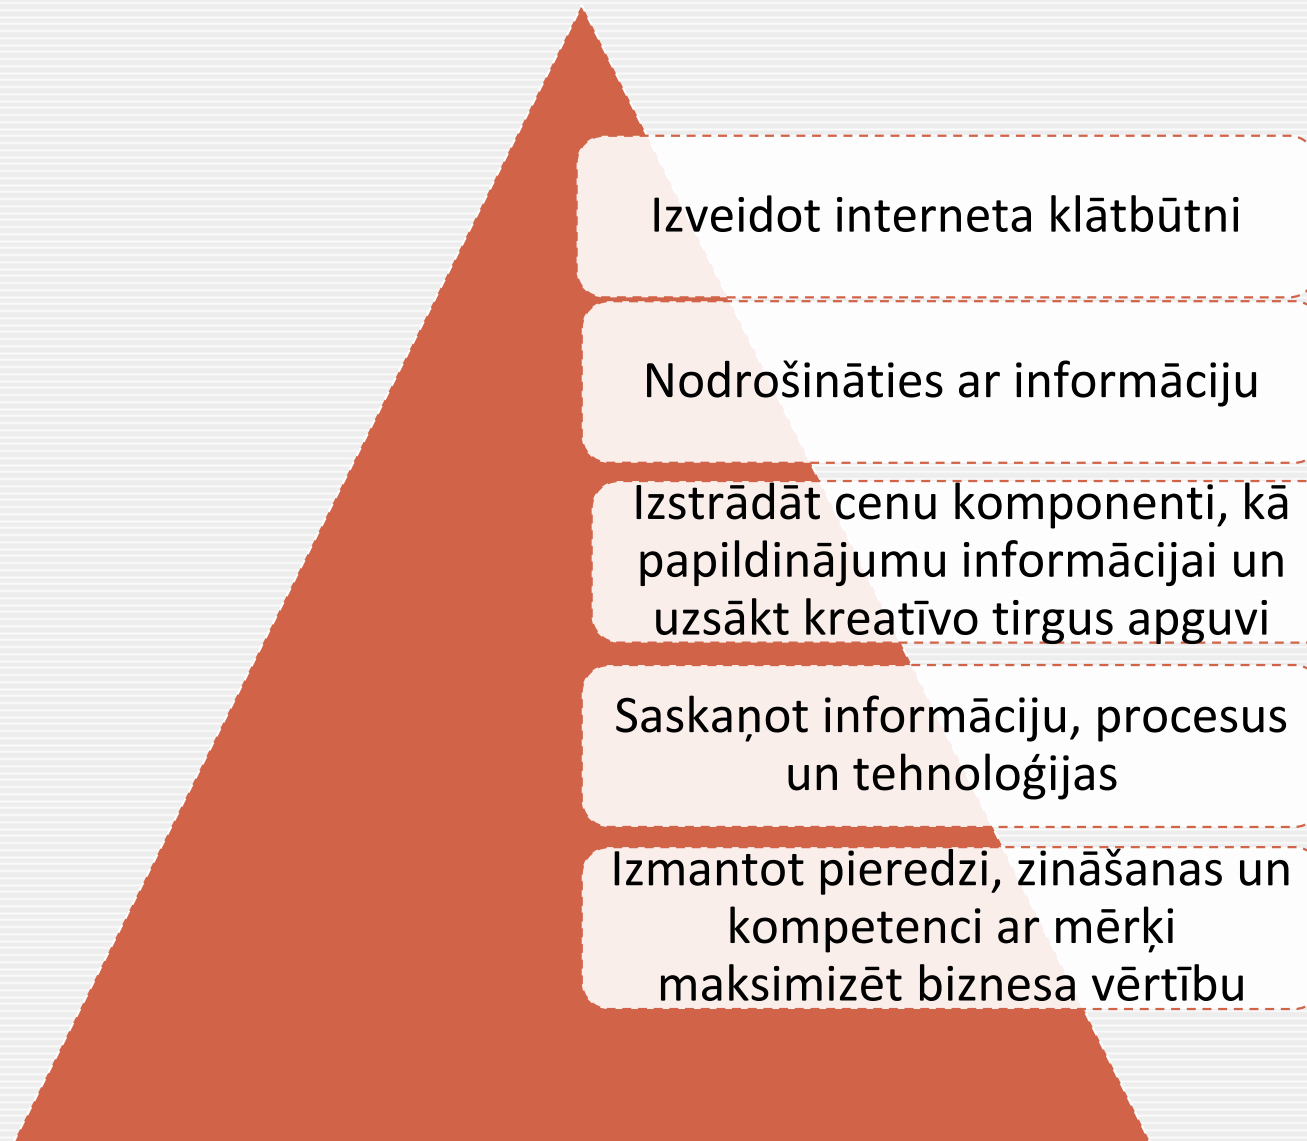 Izveidot interneta klātbūtni
Nodrošināties ar informāciju
Izstrādāt cenu komponenti, kā
papildinājumu informācijai un
uzsākt kreatīvo tirgus apguvi
Saskaņot informāciju, procesus
un tehnoloģijas
Izmantot pieredzi, zināšanas un
kompetenci ar mērķi
maksimizēt biznesa vērtību